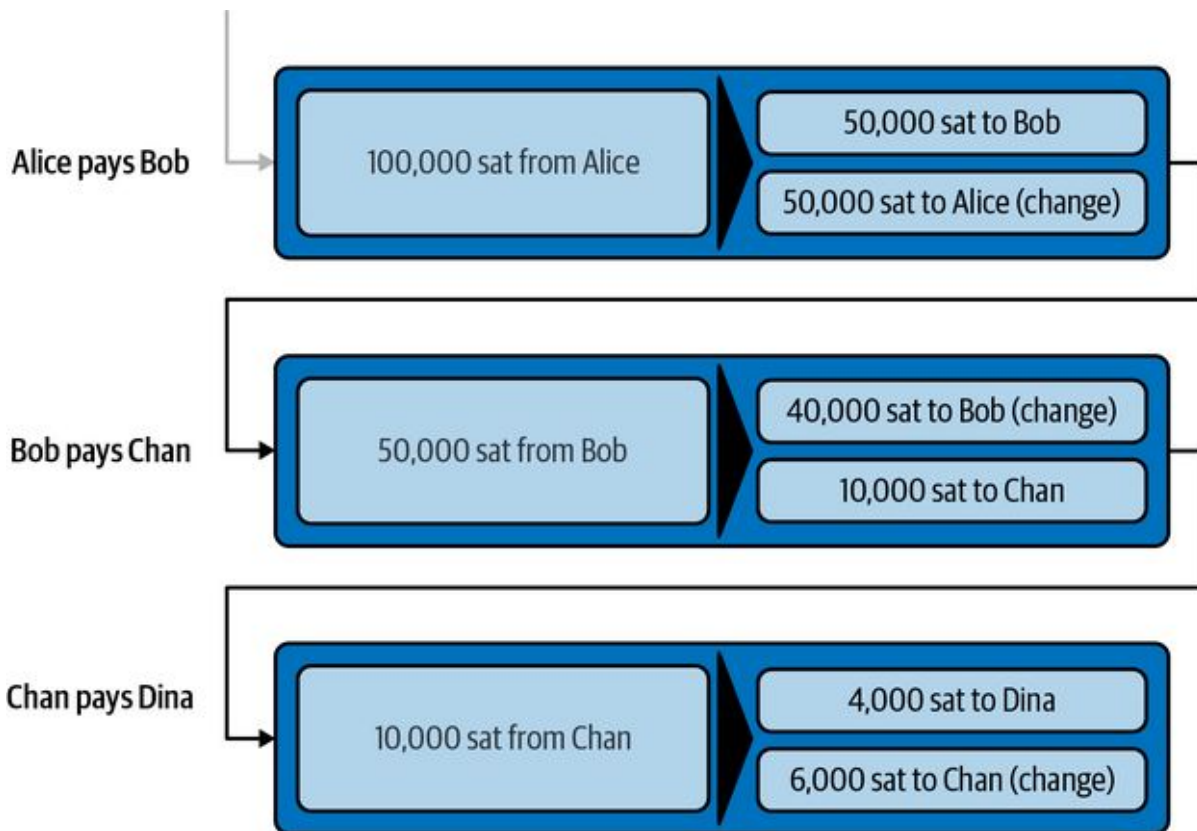 Alice pays Bob
100,000 sat from Alice
50,000 sat to Bob
50,000 sat to Alice (change)
Bob pays Chan
50,000 sat from Bob
40,000 sat to Bob (change)
10,000 sat to Chan
Chan pays Dina
10,000 sat from Chan
4,000 sat to Dina
6,000 sat to Chan (change)